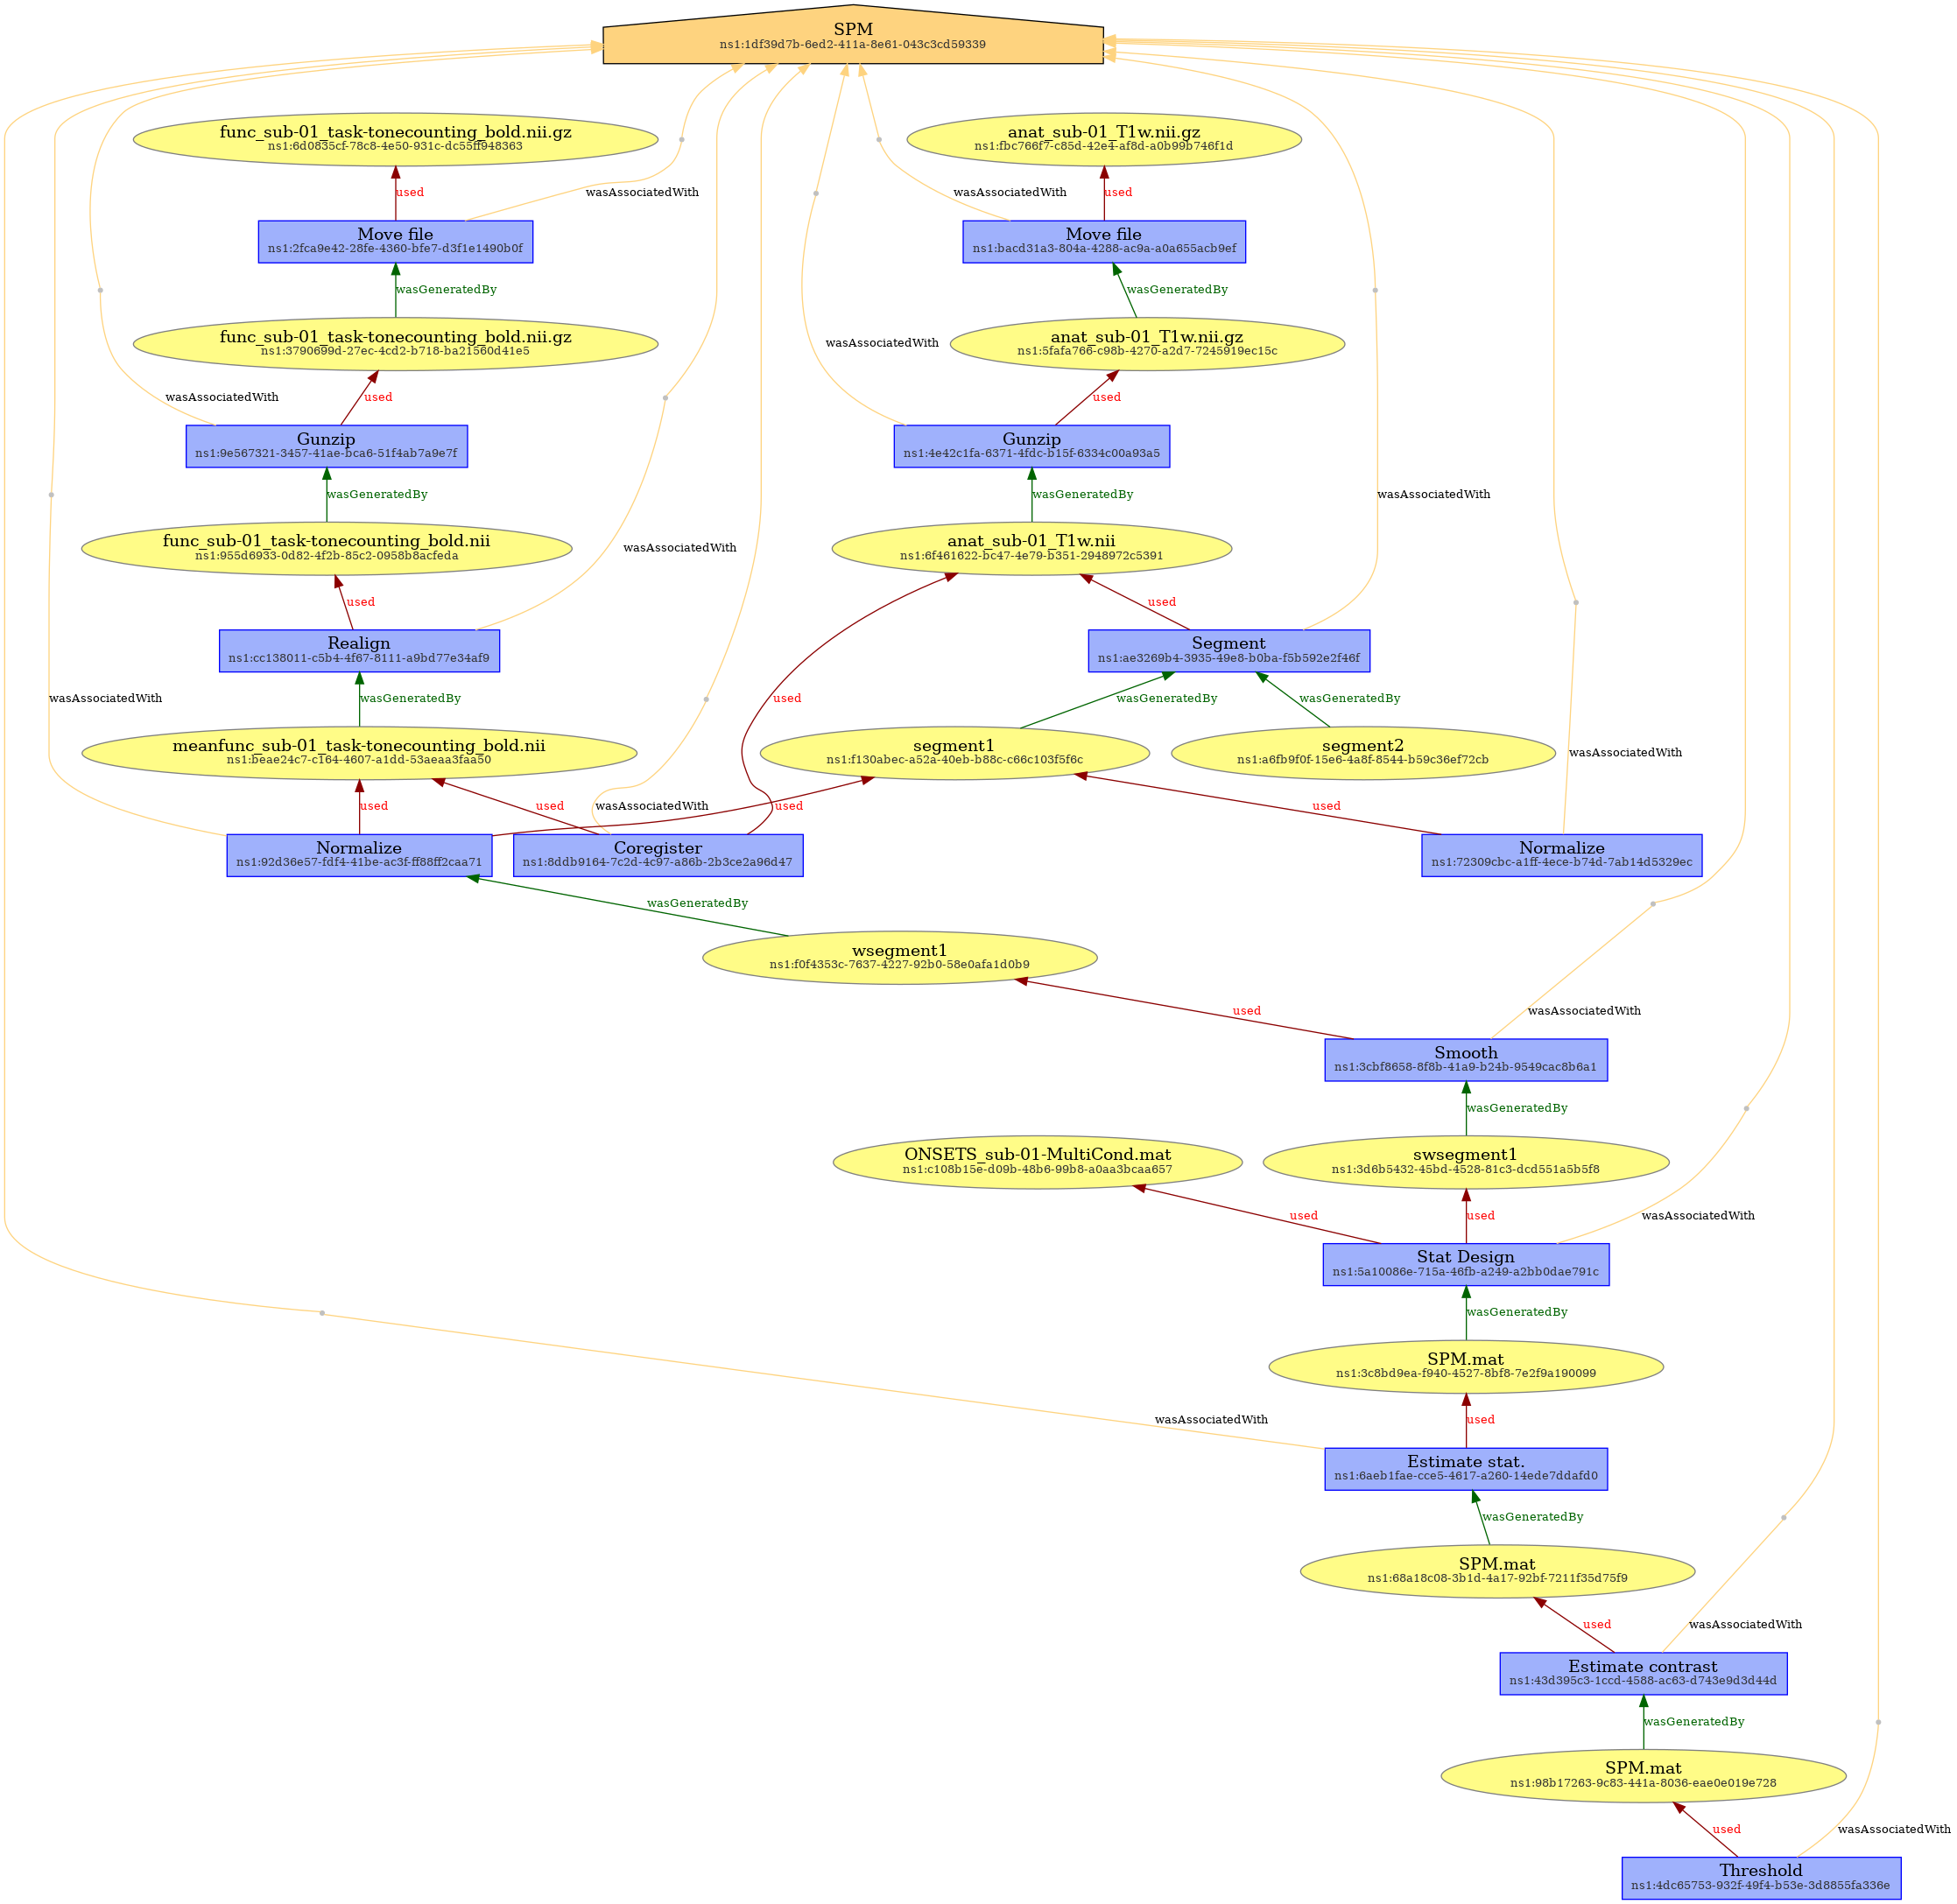 SPM
ns1:1df39d7b-6ed2-411a-8e61-043c3cd59339
func_sub-01_task-tonecounting_bold.nii.gz
ns1:6d0835cf-78c8-4e50-931c-dc55ff948363
anat_sub-01_T1w.nii.gz
ns1:fbc766f7-c85d-42e4-af8d-a0b99b746f1d
used
wasAssociatedWith
wasAssociatedWith
used
Move file
ns1:2fca9e42-28fe-4360-bfe7-d3f1e1490b0f
Move file
ns1:bacd31a3-804a-4288-ac9a-a0a655acb9ef
wasGeneratedBy
wasGeneratedBy
func_sub-01_task-tonecounting_bold.nii.gz
ns1:3790699d-27ec-4cd2-b718-ba21560d41e5
wasAssociatedWith
anat_sub-01_T1w.nii.gz
ns1:5fafa766-c98b-4270-a2d7-7245919ec15c
wasAssociatedWith
used
used
Gunzip
ns1:9e567321-3457-41ae-bca6-51f4ab7a9e7f
Gunzip
ns1:4e42c1fa-6371-4fdc-b15f-6334c00a93a5
wasGeneratedBy
wasGeneratedBy
wasAssociatedWith
func_sub-01_task-tonecounting_bold.nii
ns1:955d6933-0d82-4f2b-85c2-0958b8acfeda
wasAssociatedWith
anat_sub-01_T1w.nii
ns1:6f461622-bc47-4e79-b351-2948972c5391
used
used
Realign
ns1:cc138011-c5b4-4f67-8111-a9bd77e34af9
Segment
ns1:ae3269b4-3935-49e8-b0ba-f5b592e2f46f
wasAssociatedWith
wasGeneratedBy
used
wasGeneratedBy
wasGeneratedBy
meanfunc_sub-01_task-tonecounting_bold.nii
ns1:beae24c7-c164-4607-a1dd-53aeaa3faa50
segment1
ns1:f130abec-a52a-40eb-b88c-c66c103f5f6c
segment2
ns1:a6fb9f0f-15e6-4a8f-8544-b59c36ef72cb
wasAssociatedWith
used
used
wasAssociatedWith
used
used
Normalize
ns1:92d36e57-fdf4-41be-ac3f-ff88ff2caa71
Coregister
ns1:8ddb9164-7c2d-4c97-a86b-2b3ce2a96d47
Normalize
ns1:72309cbc-a1ff-4ece-b74d-7ab14d5329ec
wasGeneratedBy
wsegment1
ns1:f0f4353c-7637-4227-92b0-58e0afa1d0b9
used
wasAssociatedWith
Smooth
ns1:3cbf8658-8f8b-41a9-b24b-9549cac8b6a1
wasGeneratedBy
ONSETS_sub-01-MultiCond.mat
ns1:c108b15e-d09b-48b6-99b8-a0aa3bcaa657
swsegment1
ns1:3d6b5432-45bd-4528-81c3-dcd551a5b5f8
used
used
wasAssociatedWith
Stat Design
ns1:5a10086e-715a-46fb-a249-a2bb0dae791c
wasGeneratedBy
SPM.mat
ns1:3c8bd9ea-f940-4527-8bf8-7e2f9a190099
wasAssociatedWith
used
Estimate stat.
ns1:6aeb1fae-cce5-4617-a260-14ede7ddafd0
wasGeneratedBy
SPM.mat
ns1:68a18c08-3b1d-4a17-92bf-7211f35d75f9
used
wasAssociatedWith
Estimate contrast
ns1:43d395c3-1ccd-4588-ac63-d743e9d3d44d
wasGeneratedBy
SPM.mat
ns1:98b17263-9c83-441a-8036-eae0e019e728
used
wasAssociatedWith
Threshold
ns1:4dc65753-932f-49f4-b53e-3d8855fa336e